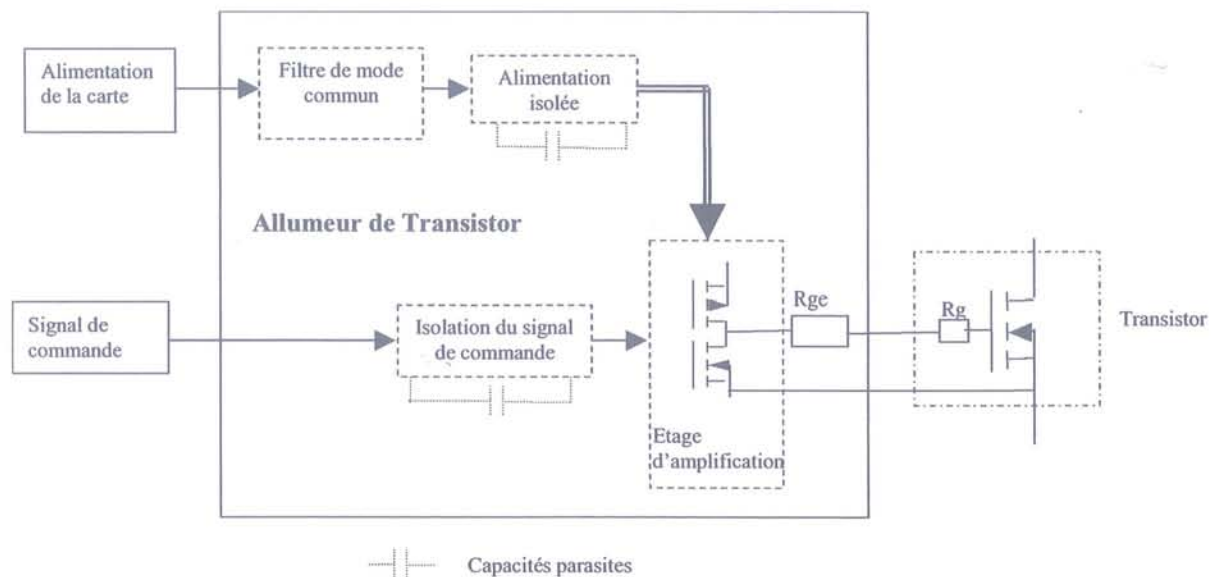 Alimentation
de la carte
Filtre de mode
commun
Alimentation
isolée
Allumeur de Transistor
Signal de
commande
Isolation du signal
de commande
Rge
Rg
Transistor
Etage
d'amplification
Capacités parasites